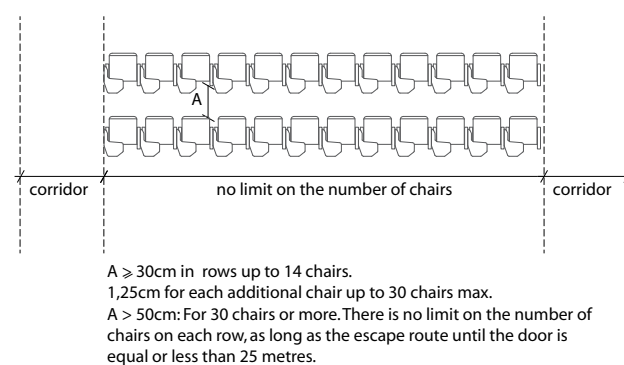 A
corridor
no limit on the number of chairs
corridor
A ⩾ 30cm in rows up to 14 chairs.
1,25cm for each additional chair up to 30 chairs max.
A > 50cm: For 30 chairs or more. There is no limit on the number of
chairs on each row, as long as the escape route until the door is
equal or less than 25 metres.